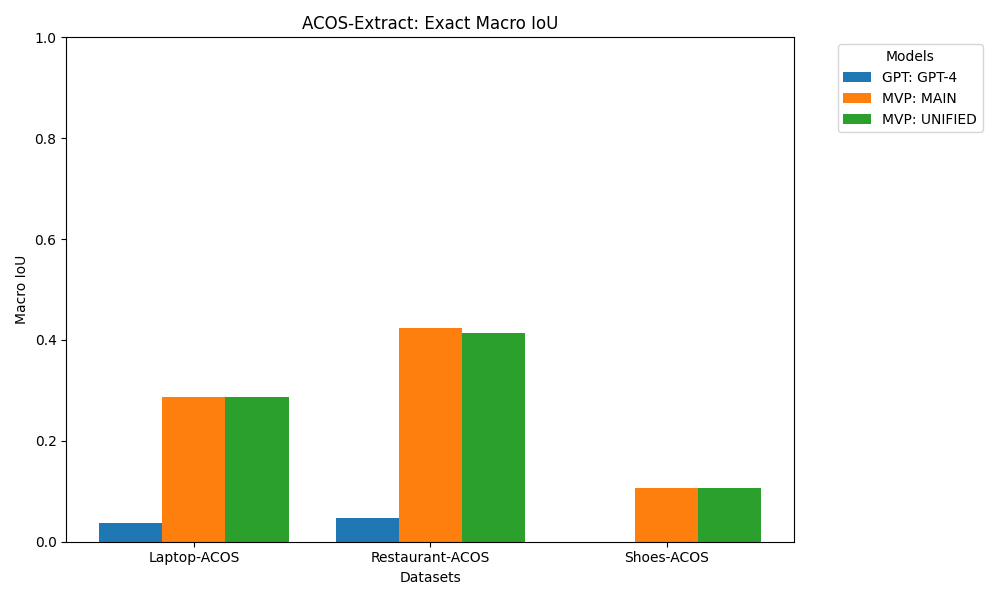 ACOS-Extract: Exact Macro IoU
Models
GPT: GPT-4
MVP: MAIN
MVP: UNIFIED
Macro IoU
1.0
0.8
0.6
0.4
0.2
0.0
Laptop-ACOS
Restaurant-ACOS
Shoes-ACOS
Datasets